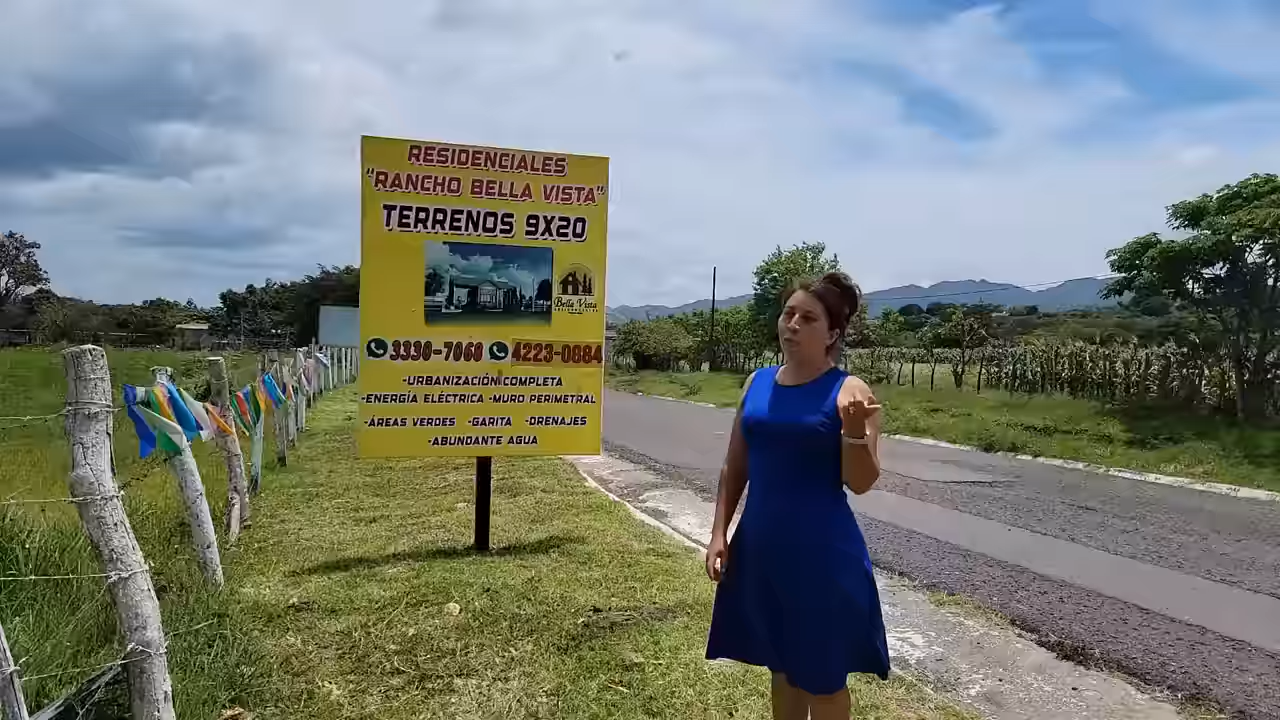 RESIDENCIALES
"RANCHO BELLA VISTA"
TERRENOS 9X20
Bella Vista
3330-7060 4223-0884
-URBANIZACIÓN COMPLETA
-ENERGÍA ELÉCTRICA -MURO PERIMETRAL
-ÁREAS VERDES -GARITA -DRENAJES
-ABUNDANTE AGUA